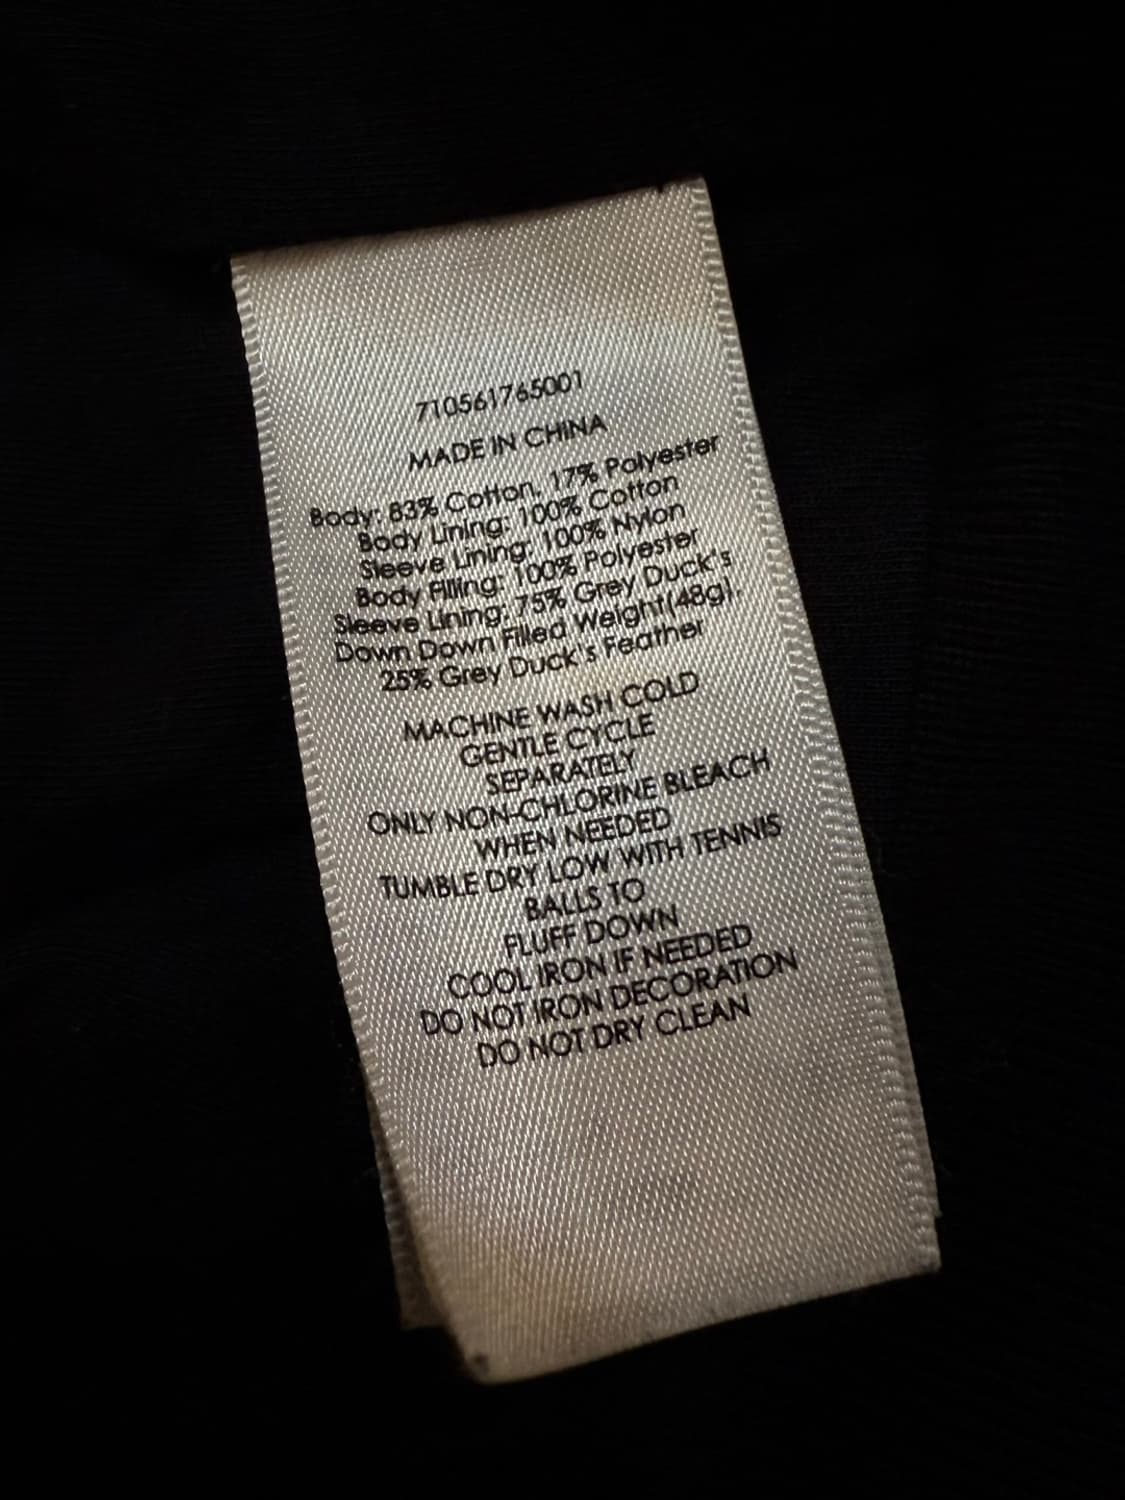 710561765001
MADE IN CHINA
Body: 83% Cotton, 17% Polyester
Body Lining: 100% Cotton
Sleeve Lining: 100% Nylon
Body Filling: 100% Polyester
Sleeve Lining: 75% Grey Duck's
Down Down Filled Weight(48g),
25% Grey Duck's Feather
MACHINE WASH COLD
GENTLE CYCLE
SEPARATELY
ONLY NON-CHLORINE BLEACH
WHEN NEEDED
TUMBLE DRY LOW WITH TENNIS
BALLS TO
FLUFF DOWN
COOL IRON IF NEEDED
DO NOT IRON DECORATION
DO NOT DRY CLEAN